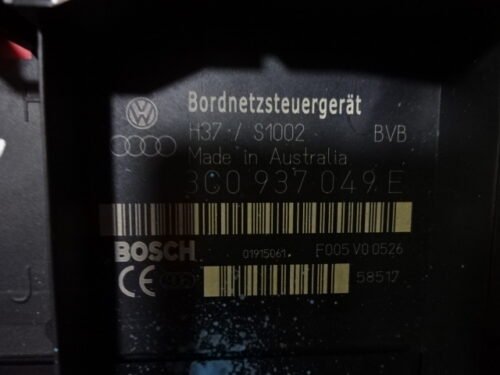 Bordnetzsteuergerät
H37 / S1002 BVB
Made in Australia
3C0 937 049 E
BOSCH 01915061 F005 V0 0526
CE 58517